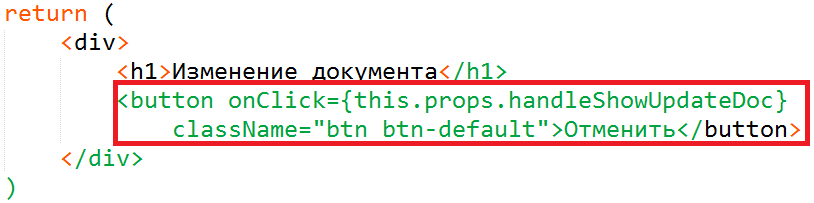 return (
<div>
<h1>Изменение документа</h1>
<button onClick={this.props.handleShowUpdateDoc}
className="btn btn-default">Отменить</button>
</div>
)